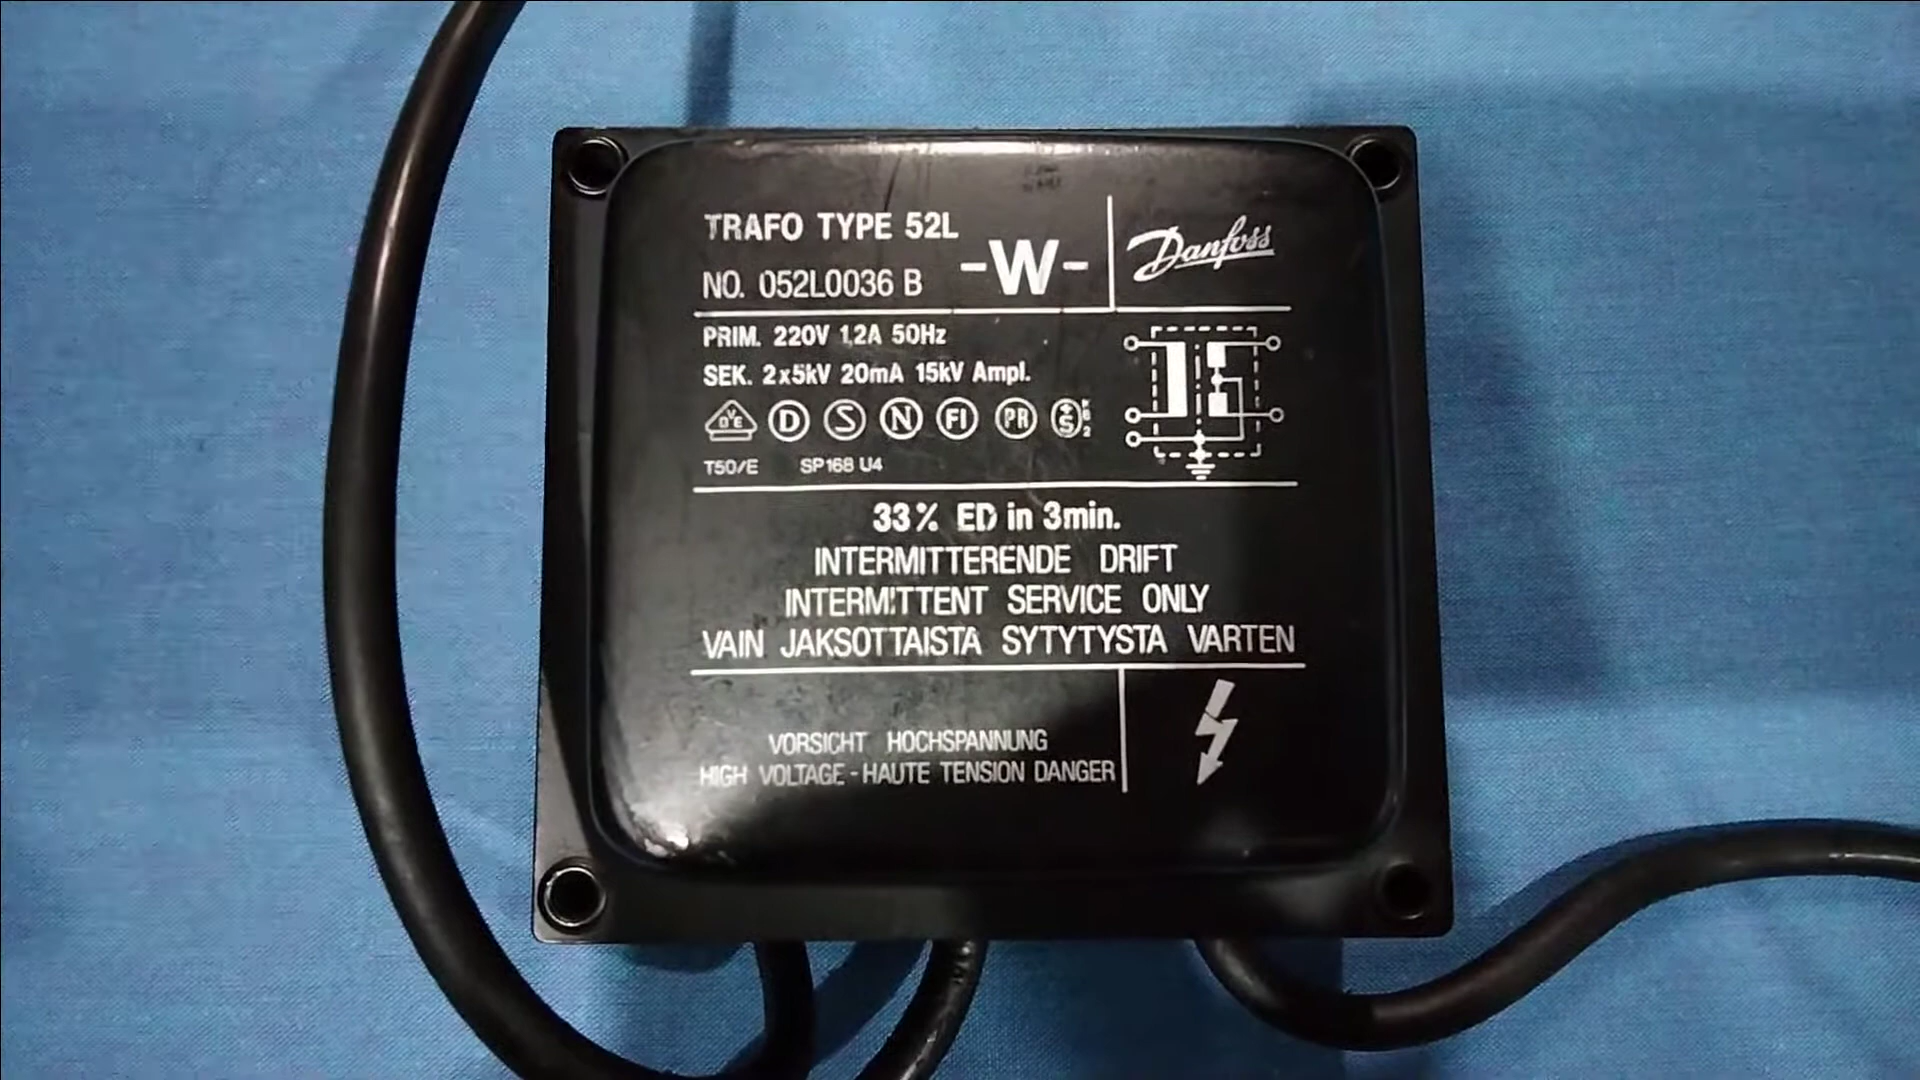 TRAFO TYPE 52L
-W-
Danfoss
NO. 052L0036 B
PRIM. 220V 1,2A 50Hz
SEK. 2x5kV 20mA 15kV Ampl.
VDE D S N FI PR S
T50/E SP168 U4
33% ED in 3min.
INTERMITTERENDE DRIFT
INTERMITTENT SERVICE ONLY
VAIN JAKSOTTAISTA SYTYTYSTA VARTEN
VORSICHT HOCHSPANNUNG
HIGH VOLTAGE - HAUTE TENSION DANGER